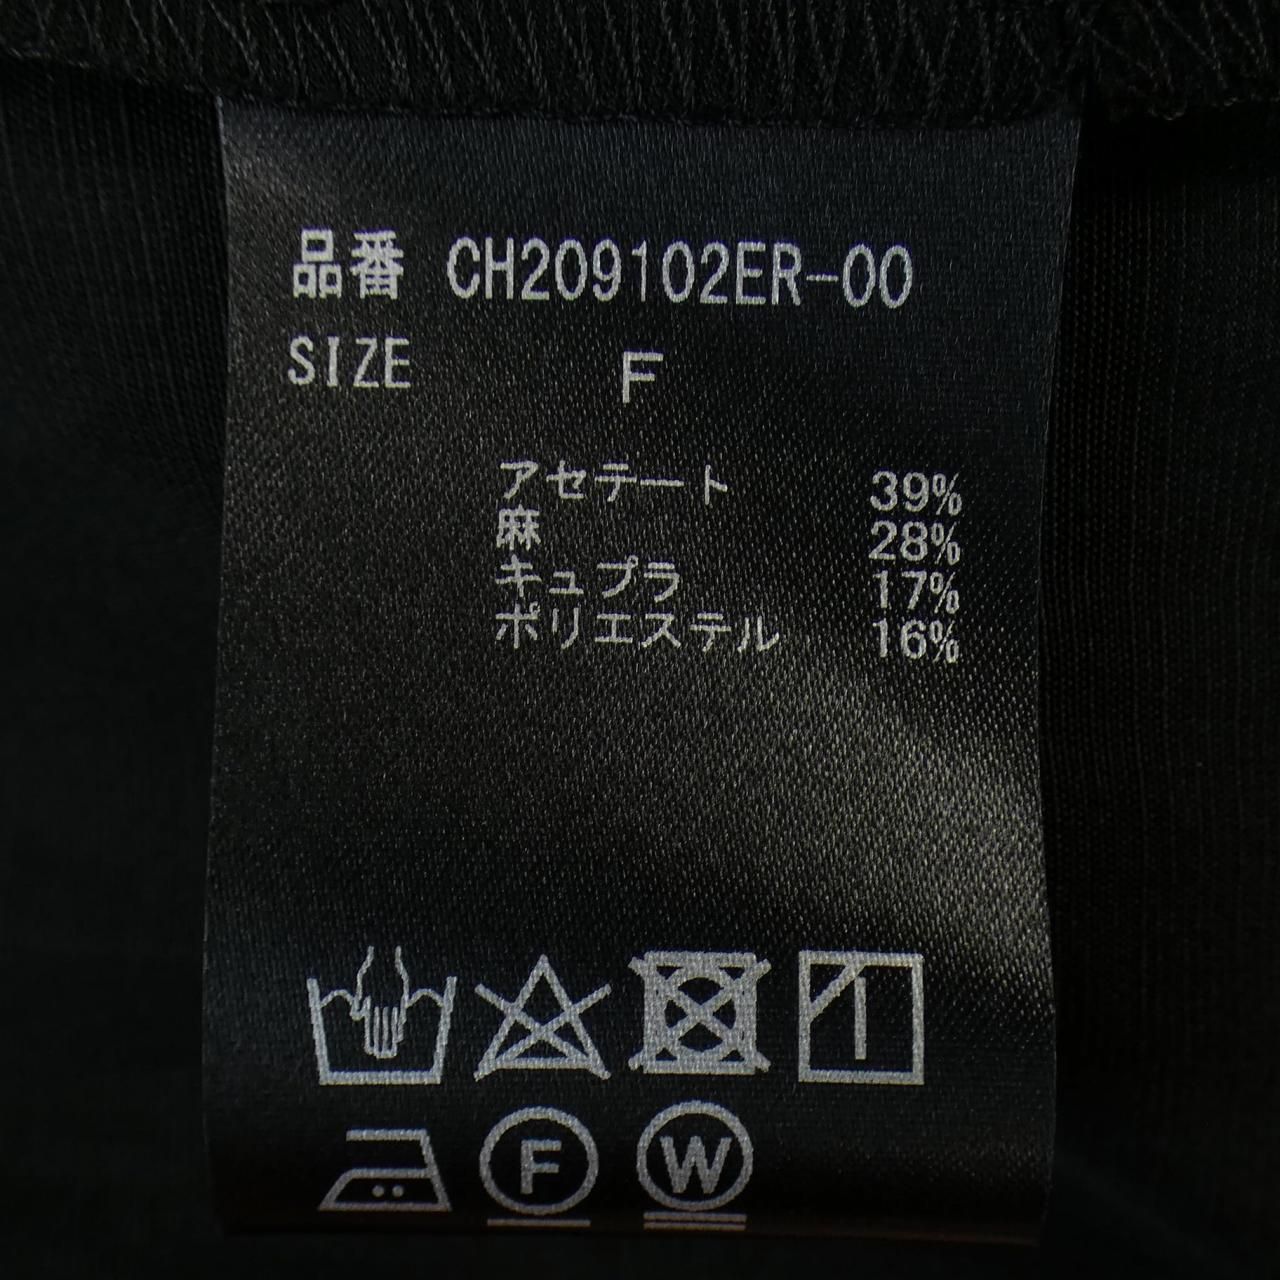 品番 CH209102ER-00
SIZE F
アセテート 39%
麻 28%
キュプラ 17%
ポリエステル 16%
F
W